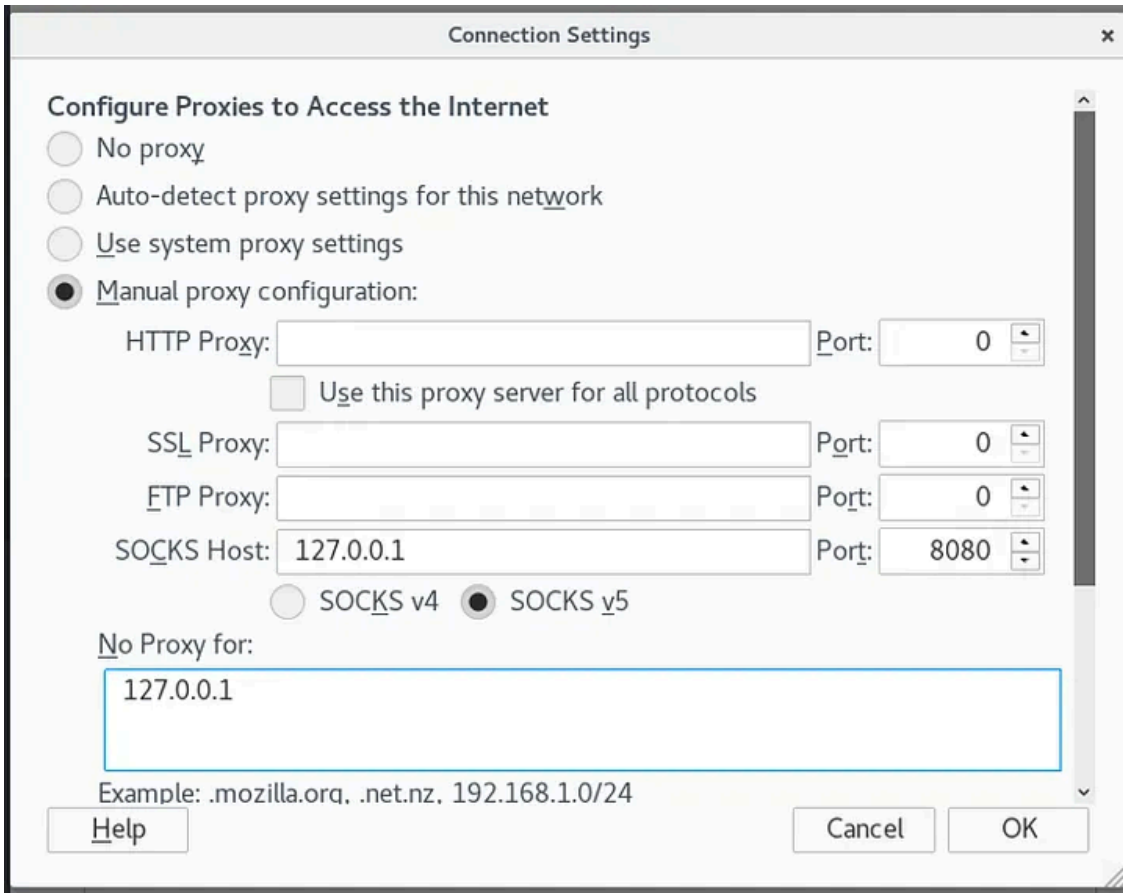 Connection Settings ×
Configure Proxies to Access the Internet
No proxy
Auto-detect proxy settings for this network
Use system proxy settings
Manual proxy configuration:
HTTP Proxy: Port: 0
Use this proxy server for all protocols
SSL Proxy: Port: 0
FTP Proxy: Port: 0
SOCKS Host: 127.0.0.1 Port: 8080
SOCKS v4 SOCKS v5
No Proxy for:
127.0.0.1
Example: .mozilla.org, .net.nz, 192.168.1.0/24
Help Cancel OK